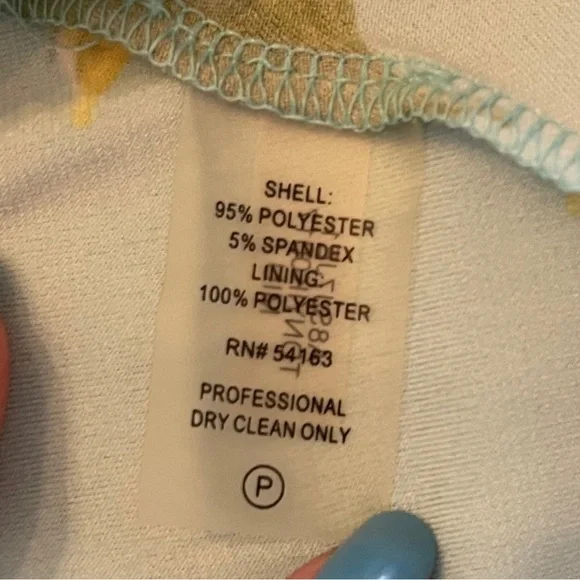 SHELL:
95% POLYESTER
5% SPANDEX
LINING:
100% POLYESTER
RN# 54163
PROFESSIONAL
DRY CLEAN ONLY
P